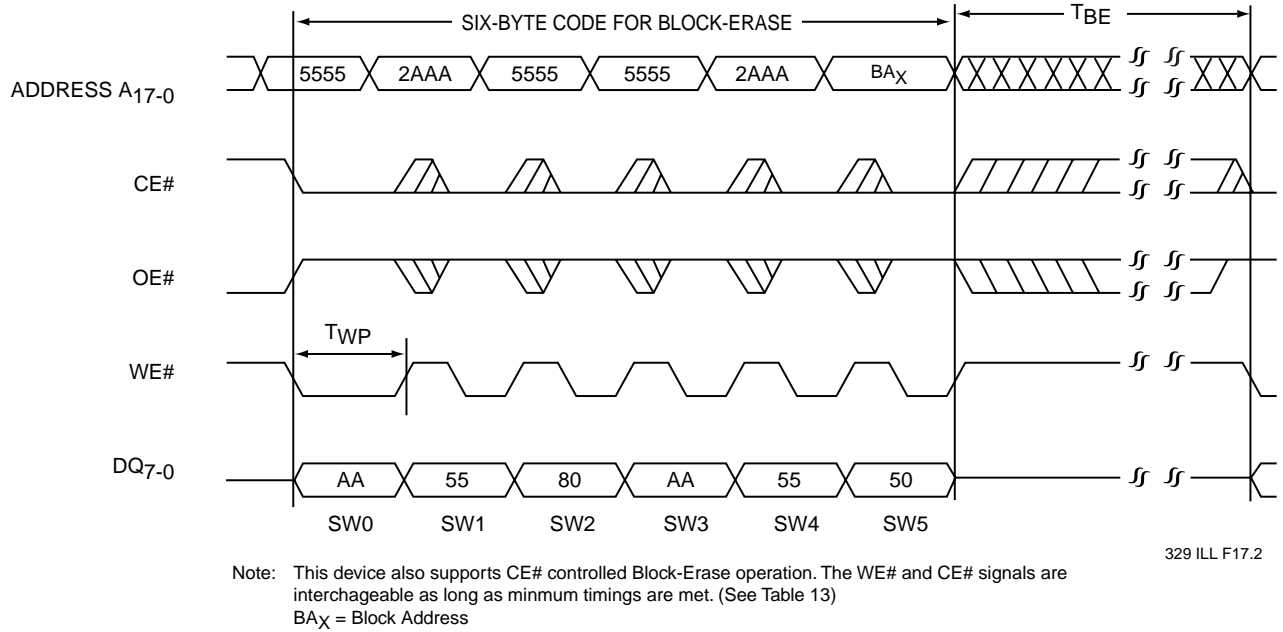 SIX-BYTE CODE FOR BLOCK-ERASE
TBE
ADDRESS A17-0
5555 2AAA 5555 5555 2AAA BAX
CE#
OE#
TWP
WE#
DQ7-0
AA 55 80 AA 55 50
SW0 SW1 SW2 SW3 SW4 SW5
329 ILL F17.2
Note: This device also supports CE# controlled Block-Erase operation. The WE# and CE# signals are
interchageable as long as minmum timings are met. (See Table 13)
BAX = Block Address